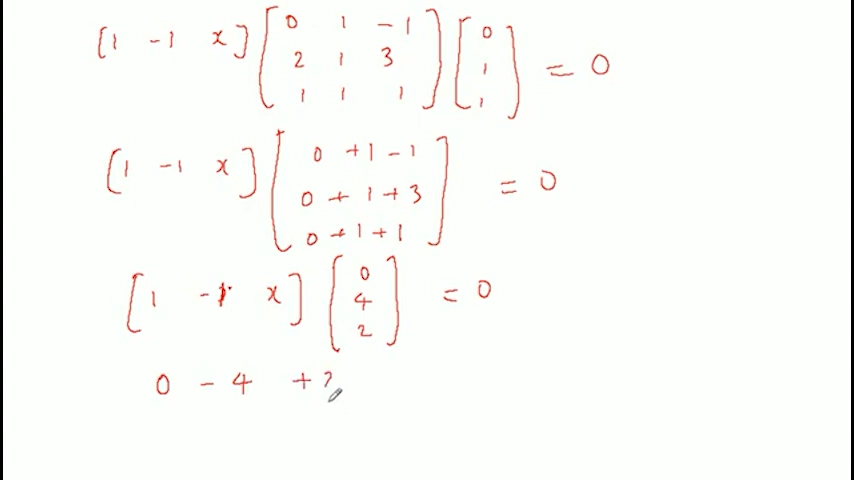 [1 -1 x] [0 1 -1
2 1 3
1 1 1] [0
1
1] = 0
[1 -1 x] [0 +1 -1
0 + 1 + 3
0 + 1 + 1] = 0
[1 -1 x] [0
4
2] = 0
0 - 4 +